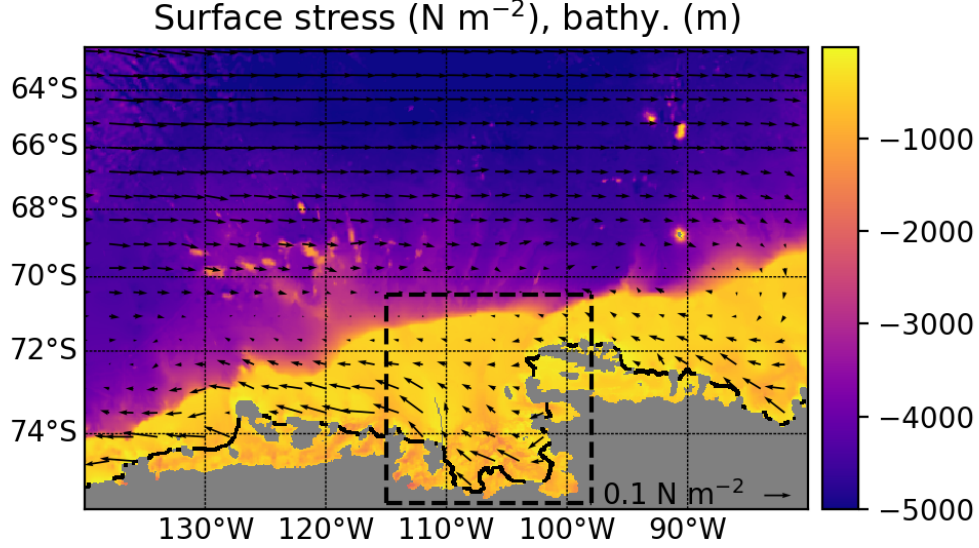 Surface stress (N m⁻²), bathy. (m)
64°S
66°S
68°S
70°S
72°S
74°S
130°W 120°W 110°W 100°W 90°W
0.1 N m⁻²
−1000
−2000
−3000
−4000
−5000